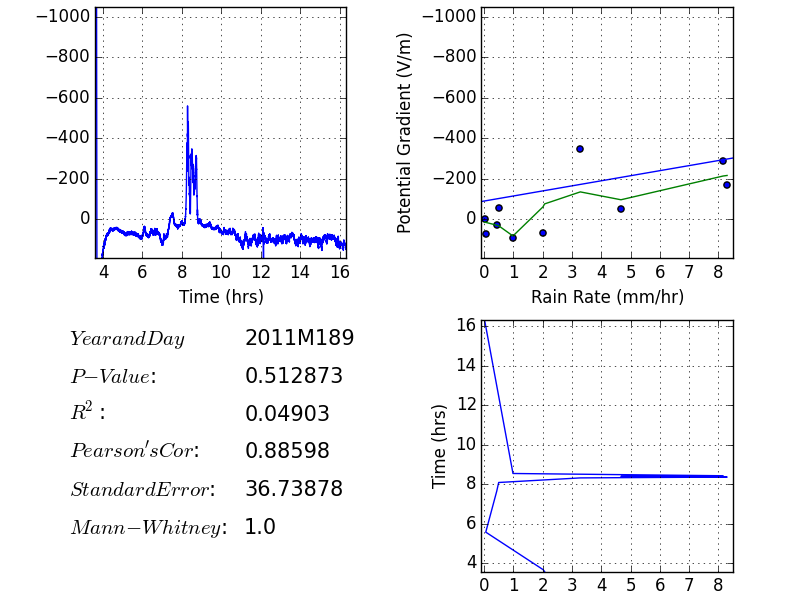 −1000
−800
−600
−400
−200
0
4 6 8 10 12 14 16
Time (hrs)
Potential Gradient (V/m)
−1000
−800
−600
−400
−200
0
0 1 2 3 4 5 6 7 8
Rain Rate (mm/hr)
YearandDay 2011M189
P−Value: 0.512873
R²: 0.04903
Pearson'sCor: 0.88598
StandardError: 36.73878
Mann−Whitney: 1.0
Time (hrs)
16
14
12
10
8
6
4
0 1 2 3 4 5 6 7 8